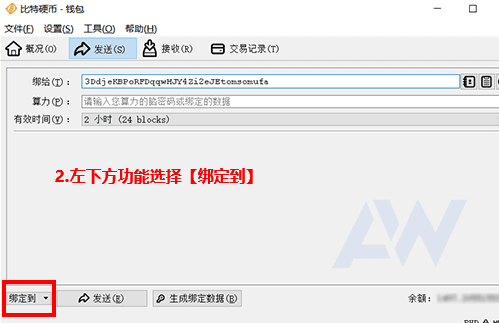 比特硬币 - 钱包
文件(F) 设置(S) 工具(O) 帮助(H)
概况(O) 发送(S) 接收(R) 交易记录(T)
绑给(T)： 3DdjeKBPoRFDqqwHJY4Zi2eJEtomsomufa
算力(P)： 请输入您算力的脑密码或绑定的数据
有效时间(Y)： 2 小时 (24 blocks)
2.左下方功能选择【绑定到】
AW
绑定到 发送(E) 生成绑定数据(B) 余額：